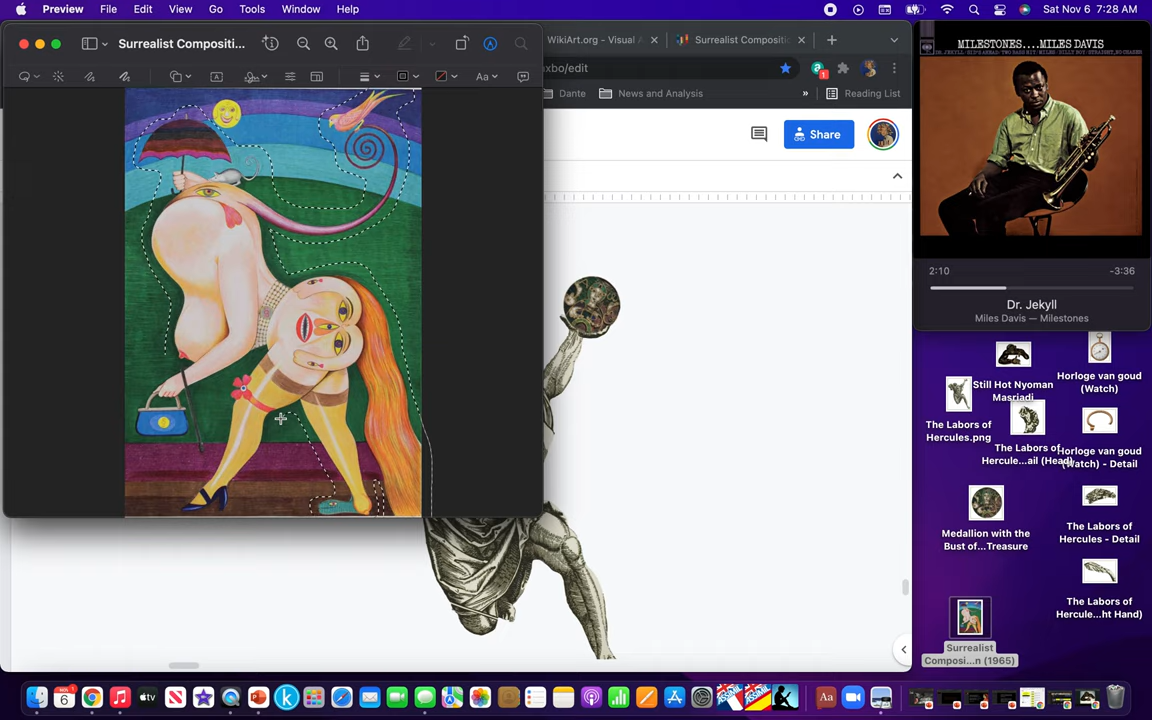 Preview File Edit View Go Tools Window Help
Sat Nov 6 7:28 AM
Surrealist Compositi...
WikiArt.org - Visual
Surrealist Compositi
xbo/edit
Dante
News and Analysis
»
Reading List
Share
Aa
MILESTONES....MILES DAVIS
2:10
-3:36
Dr. Jekyll
Miles Davis — Milestones
Still Hot Nyoman
Masriadi
Horloge van goud
(Watch)
The Labors of
Hercules.png
The Labors of
Hercule...ail (Head)
Horloge van goud
(Watch) - Detail
Medallion with the
Bust of...Treasure
The Labors of
Hercules - Detail
The Labors of
Hercule...ht Hand)
Surrealist
Composi...n (1965)